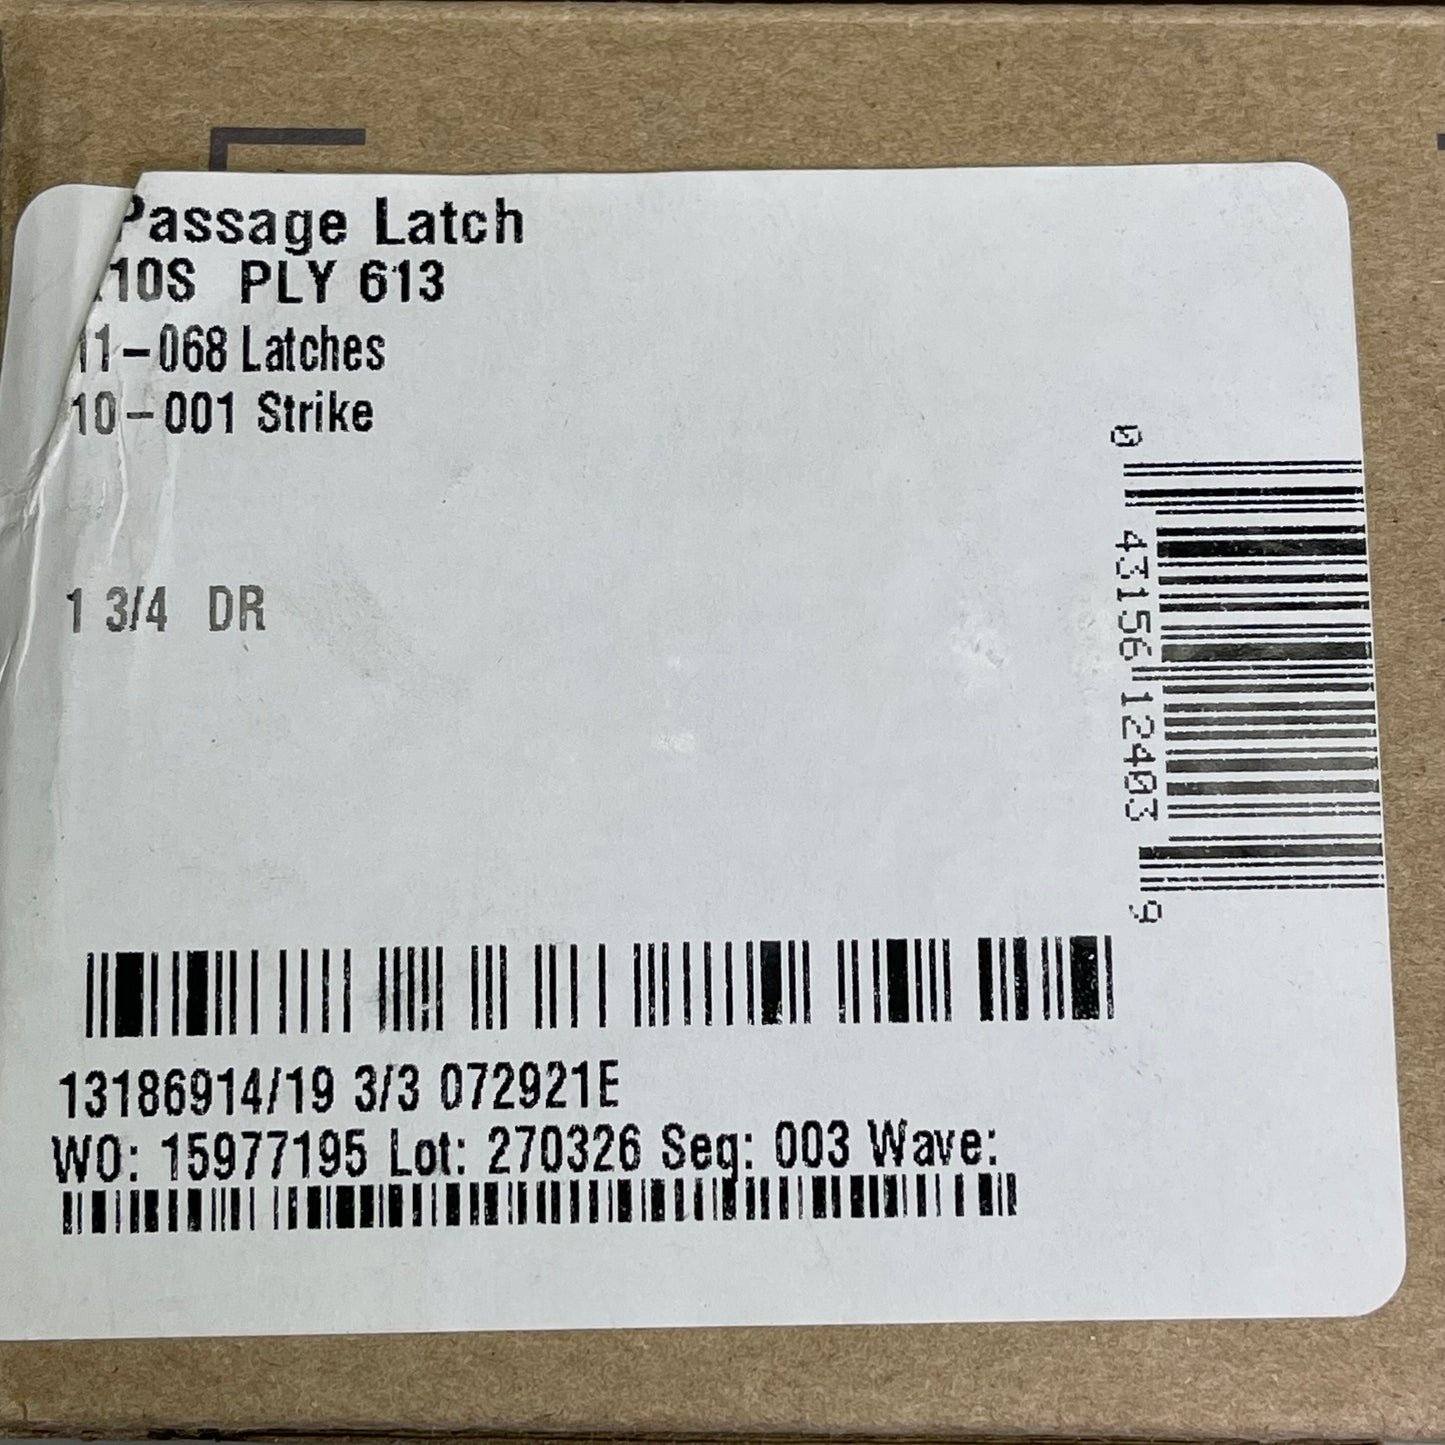 Passage Latch
10S PLY 613
11-068 Latches
10-001 Strike
1 3/4 DR
0 43156 12403 9
13186914/19 3/3 072921E
WO: 15977195 Lot: 270326 Seq: 003 Wave: